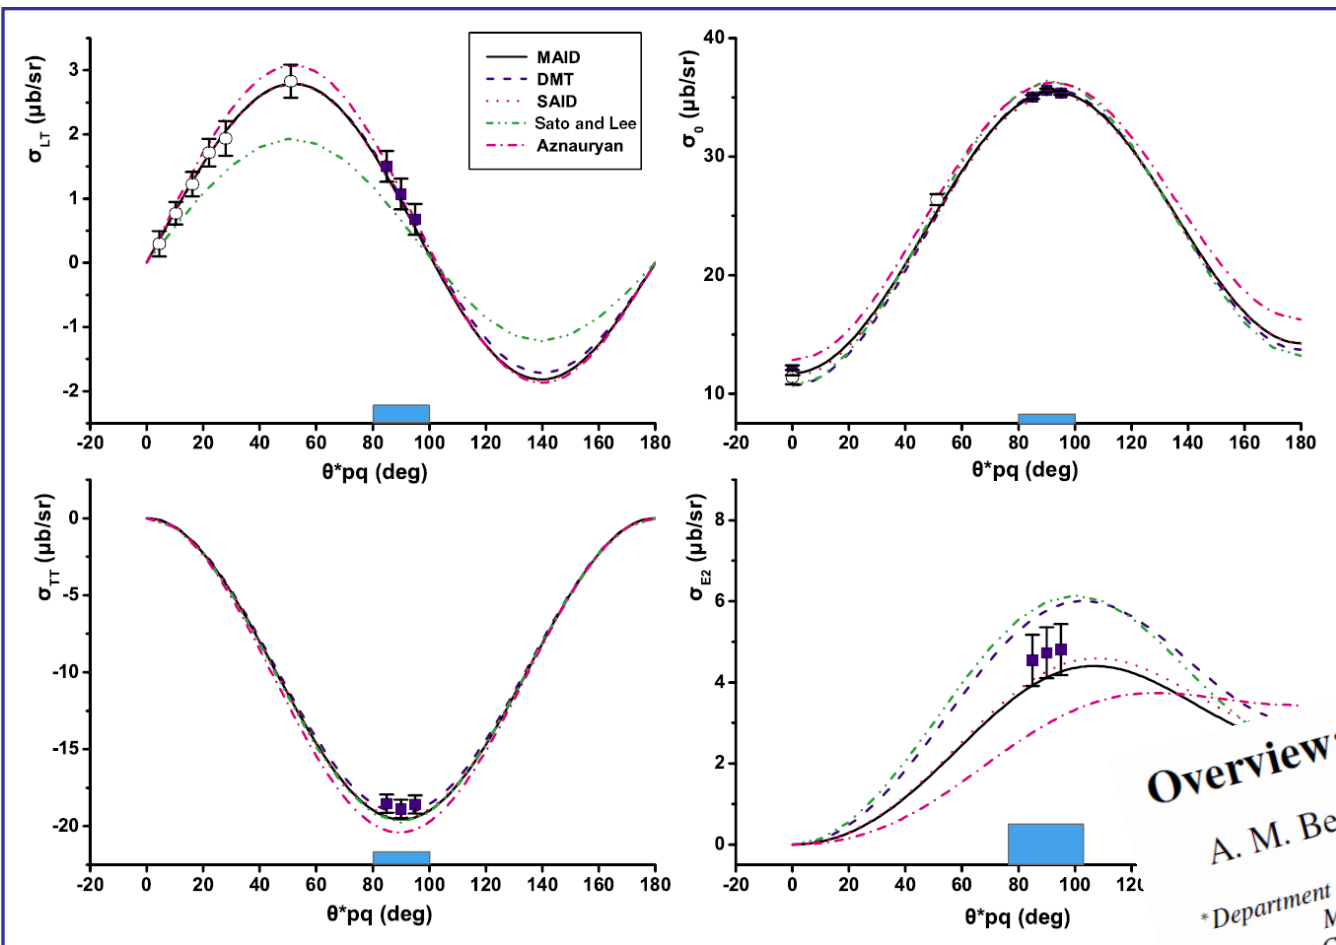 MAID
DMT
SAID
Sato and Lee
Aznauryan
σLT (μb/sr)
3
2
1
0
-1
-2
-20 0 20 40 60 80 100 120 140 160 180
θ*pq (deg)
σ0 (μb/sr)
40
30
20
10
-20 0 20 40 60 80 100 120 140 160 180
θ*pq (deg)
σTT (μb/sr)
0
-5
-10
-15
-20
-20 0 20 40 60 80 100 120 140 160 180
θ*pq (deg)
σE2 (μb/sr)
8
6
4
2
0
-20 0 20 40 60 80 100
θ*pq (deg)
Overview:
A. M. Be
*Department